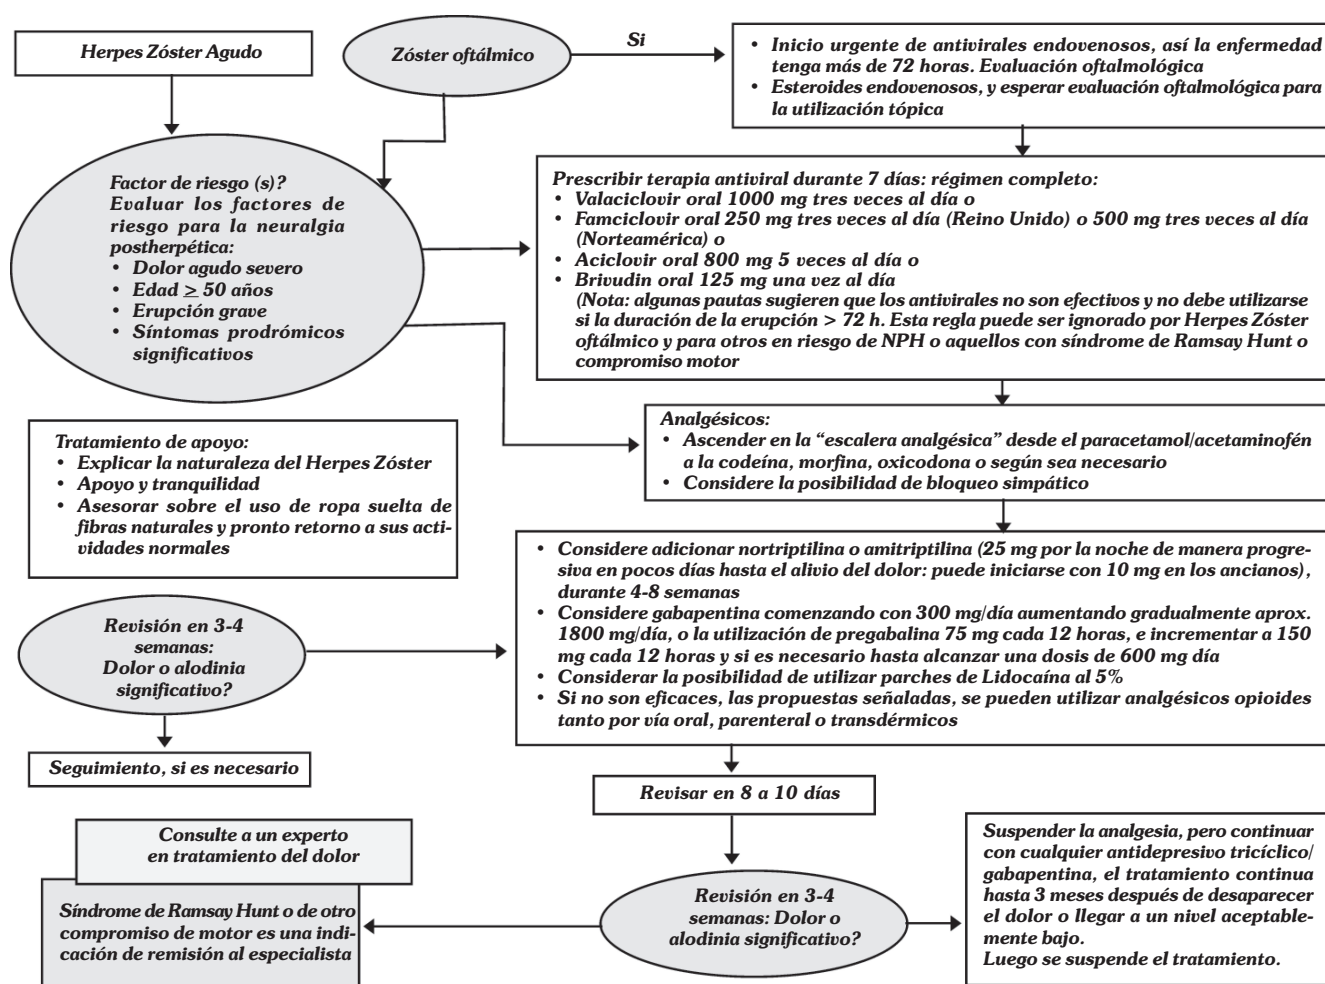 Herpes Zóster Agudo
Zóster oftálmico
Si
• Inicio urgente de antivirales endovenosos, así la enfermedad
tenga más de 72 horas. Evaluación oftalmológica
• Esteroides endovenosos, y esperar evaluación oftalmológica para
la utilización tópica
Factor de riesgo (s)?
Evaluar los factores de
riesgo para la neuralgia
postherpética:
• Dolor agudo severo
• Edad ≥ 50 años
• Erupción grave
• Síntomas prodrómicos
significativos
Prescribir terapia antiviral durante 7 días: régimen completo:
• Valaciclovir oral 1000 mg tres veces al día o
• Famciclovir oral 250 mg tres veces al día (Reino Unido) o 500 mg tres veces al día
(Norteamérica) o
• Aciclovir oral 800 mg 5 veces al día o
• Brivudin oral 125 mg una vez al día
(Nota: algunas pautas sugieren que los antivirales no son efectivos y no debe utilizarse
si la duración de la erupción > 72 h. Esta regla puede ser ignorado por Herpes Zóster
oftálmico y para otros en riesgo de NPH o aquellos con síndrome de Ramsay Hunt o
compromiso motor
Tratamiento de apoyo:
• Explicar la naturaleza del Herpes Zóster
• Apoyo y tranquilidad
• Asesorar sobre el uso de ropa suelta de
fibras naturales y pronto retorno a sus acti-
vidades normales
Analgésicos:
• Ascender en la “escalera analgésica” desde el paracetamol/acetaminofén
a la codeína, morfina, oxicodona o según sea necesario
• Considere la posibilidad de bloqueo simpático
• Considere adicionar nortriptilina o amitriptilina (25 mg por la noche de manera progre-
siva en pocos días hasta el alivio del dolor: puede iniciarse con 10 mg en los ancianos),
durante 4-8 semanas
• Considere gabapentina comenzando con 300 mg/día aumentando gradualmente aprox.
1800 mg/día, o la utilización de pregabalina 75 mg cada 12 horas, e incrementar a 150
mg cada 12 horas y si es necesario hasta alcanzar una dosis de 600 mg día
• Considerar la posibilidad de utilizar parches de Lidocaína al 5%
• Si no son eficaces, las propuestas señaladas, se pueden utilizar analgésicos opioides
tanto por vía oral, parenteral o transdérmicos
Revisión en 3-4
semanas:
Dolor o alodinia
significativo?
Seguimiento, si es necesario
Revisar en 8 a 10 días
Consulte a un experto
en tratamiento del dolor
Síndrome de Ramsay Hunt o de otro
compromiso de motor es una indi-
cación de remisión al especialista
Revisión en 3-4
semanas: Dolor o
alodinia significativo?
Suspender la analgesia, pero continuar
con cualquier antidepresivo tricíclico/
gabapentina, el tratamiento continua
hasta 3 meses después de desaparecer
el dolor o llegar a un nivel aceptable-
mente bajo.
Luego se suspende el tratamiento.